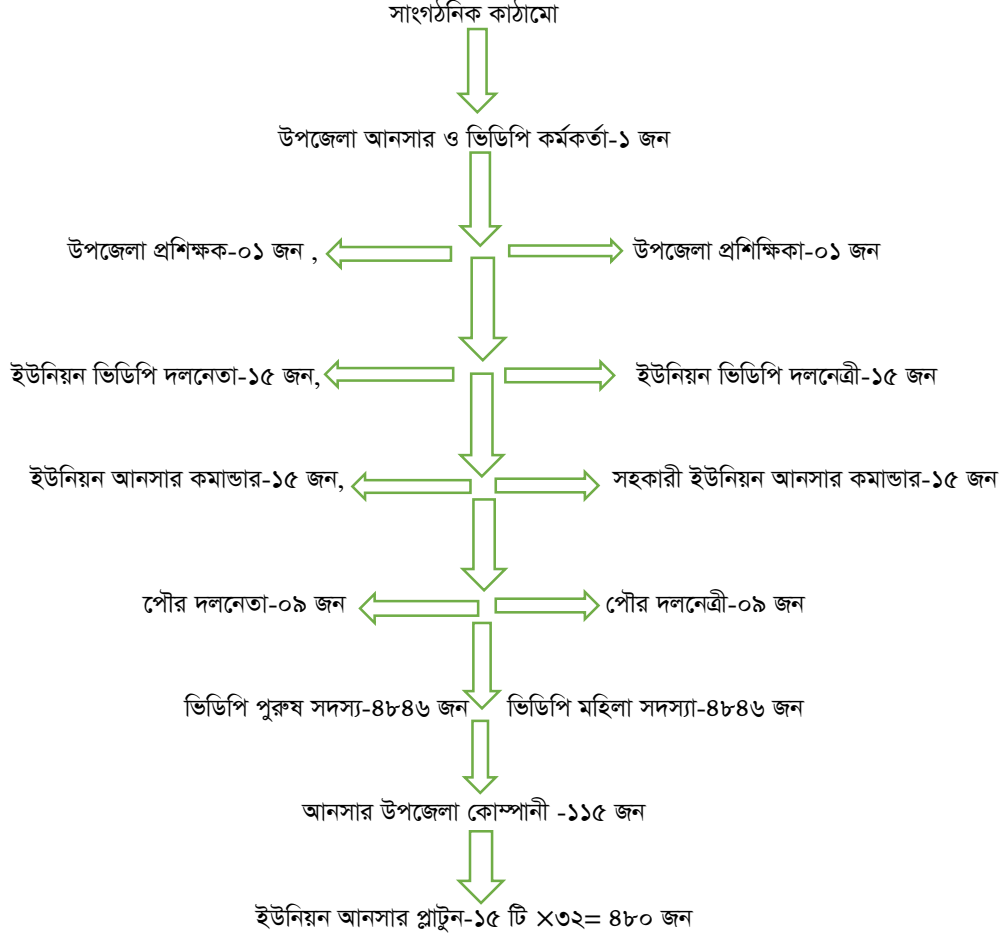 সাংগঠনিক কাঠামো
উপজেলা আনসার ও ভিডিপি কর্মকর্তা-১ জন
উপজেলা প্রশিক্ষক-০১ জন , উপজেলা প্রশিক্ষিকা-০১ জন
ইউনিয়ন ভিডিপি দলনেতা-১৫ জন, ইউনিয়ন ভিডিপি দলনেত্রী-১৫ জন
ইউনিয়ন আনসার কমান্ডার-১৫ জন, সহকারী ইউনিয়ন আনসার কমান্ডার-১৫ জন
পৌর দলনেতা-০৯ জন পৌর দলনেত্রী-০৯ জন
ভিডিপি পুরুষ সদস্য-৪৮৪৬ জন ভিডিপি মহিলা সদস্যা-৪৮৪৬ জন
আনসার উপজেলা কোম্পানী -১১৫ জন
ইউনিয়ন আনসার প্লাটুন-১৫ টি ×৩২= ৪৮০ জন